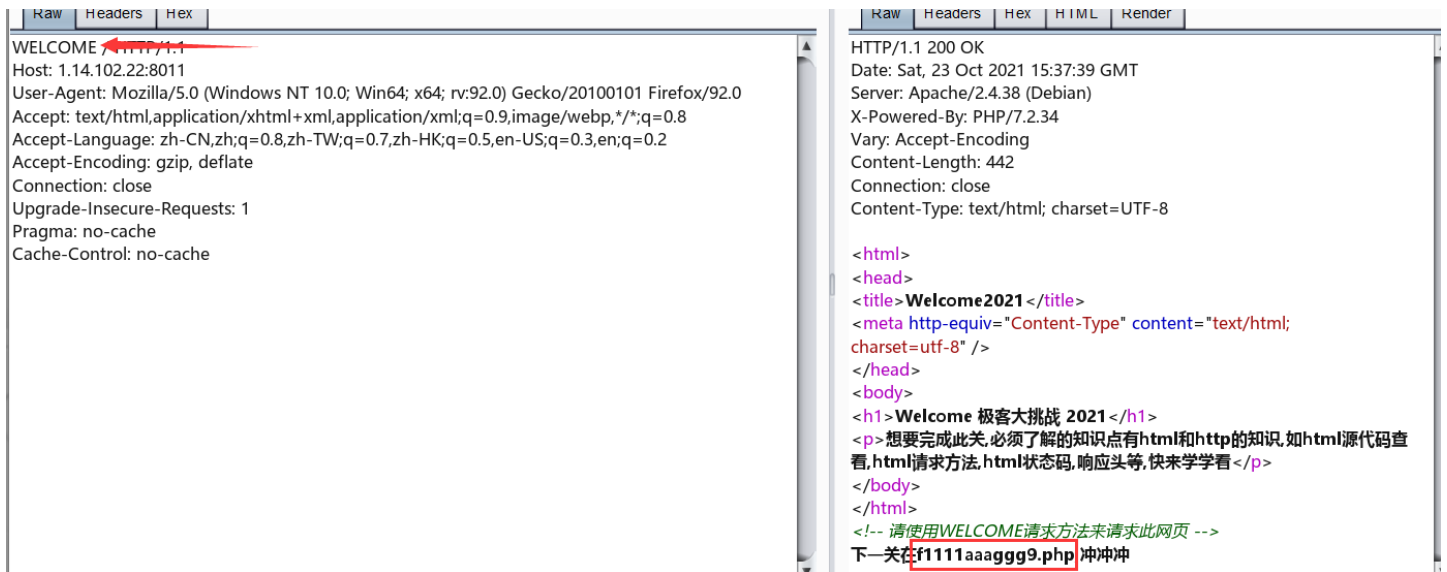 Raw Headers Hex
WELCOME / HTTP/1.1
Host: 1.14.102.22:8011
User-Agent: Mozilla/5.0 (Windows NT 10.0; Win64; x64; rv:92.0) Gecko/20100101 Firefox/92.0
Accept: text/html,application/xhtml+xml,application/xml;q=0.9,image/webp,*/*;q=0.8
Accept-Language: zh-CN,zh;q=0.8,zh-TW;q=0.7,zh-HK;q=0.5,en-US;q=0.3,en;q=0.2
Accept-Encoding: gzip, deflate
Connection: close
Upgrade-Insecure-Requests: 1
Pragma: no-cache
Cache-Control: no-cache
Raw Headers Hex HTML Render
HTTP/1.1 200 OK
Date: Sat, 23 Oct 2021 15:37:39 GMT
Server: Apache/2.4.38 (Debian)
X-Powered-By: PHP/7.2.34
Vary: Accept-Encoding
Content-Length: 442
Connection: close
Content-Type: text/html; charset=UTF-8
<html>
<head>
<title>Welcome2021</title>
<meta http-equiv="Content-Type" content="text/html;
charset=utf-8" />
</head>
<body>
<h1>Welcome 极客大挑战 2021</h1>
<p>想要完成此关,必须了解的知识点有html和http的知识,如html源代码查
看,html请求方法,html状态码,响应头等,快来学学看</p>
</body>
</html>
<!-- 请使用WELCOME请求方法来请求此网页 -->
下一关在f1111aaaggg9.php 冲冲冲